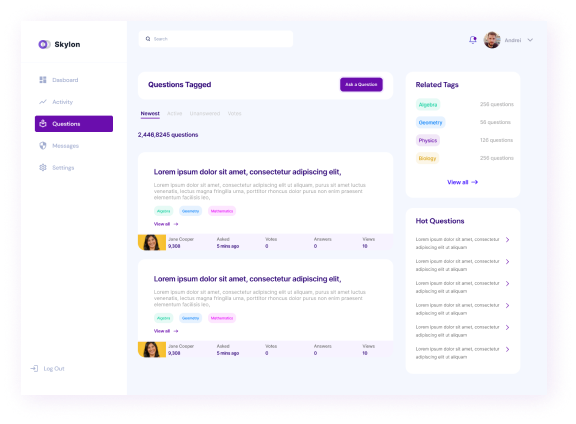 Skylon
Search
Andrei
Dasboard
Activity
Questions
Messages
Settings
Log Out
Questions Tagged
Ask a Question
Newest Active Unanswered Votes
2,446,8245 questions
Lorem ipsum dolor sit amet, consectetur adipiscing elit,
Lorem ipsum dolor sit amet, consectetur adipiscing elit ut aliquam, purus sit amet luctus
venenatis, lectus magna fringilla urna, porttitor rhoncus dolor purus non enim praesent
elementum facilisis leo,
Algebra Geometry Mathematics
View all
Jane Cooper Asked Votes Answers Views
9,308 5 mins ago 0 0 10
Lorem ipsum dolor sit amet, consectetur adipiscing elit,
Lorem ipsum dolor sit amet, consectetur adipiscing elit ut aliquam, purus sit amet luctus
venenatis, lectus magna fringilla urna, porttitor rhoncus dolor purus non enim praesent
elementum facilisis leo,
Algebra Geometry Mathematics
View all
Jane Cooper Asked Votes Answers Views
9,308 5 mins ago 0 0 10
Related Tags
Algebra 256 questions
Geometry 56 questions
Physics 136 questions
Biology 256 questions
View all
Hot Questions
Lorem ipsum dolor sit amet, consectetur
adipiscing elit ut aliquam
Lorem ipsum dolor sit amet, consectetur
adipiscing elit ut aliquam
Lorem ipsum dolor sit amet, consectetur
adipiscing elit ut aliquam
Lorem ipsum dolor sit amet, consectetur
adipiscing elit ut aliquam
Lorem ipsum dolor sit amet, consectetur
adipiscing elit ut aliquam
Lorem ipsum dolor sit amet, consectetur
adipiscing elit ut aliquam